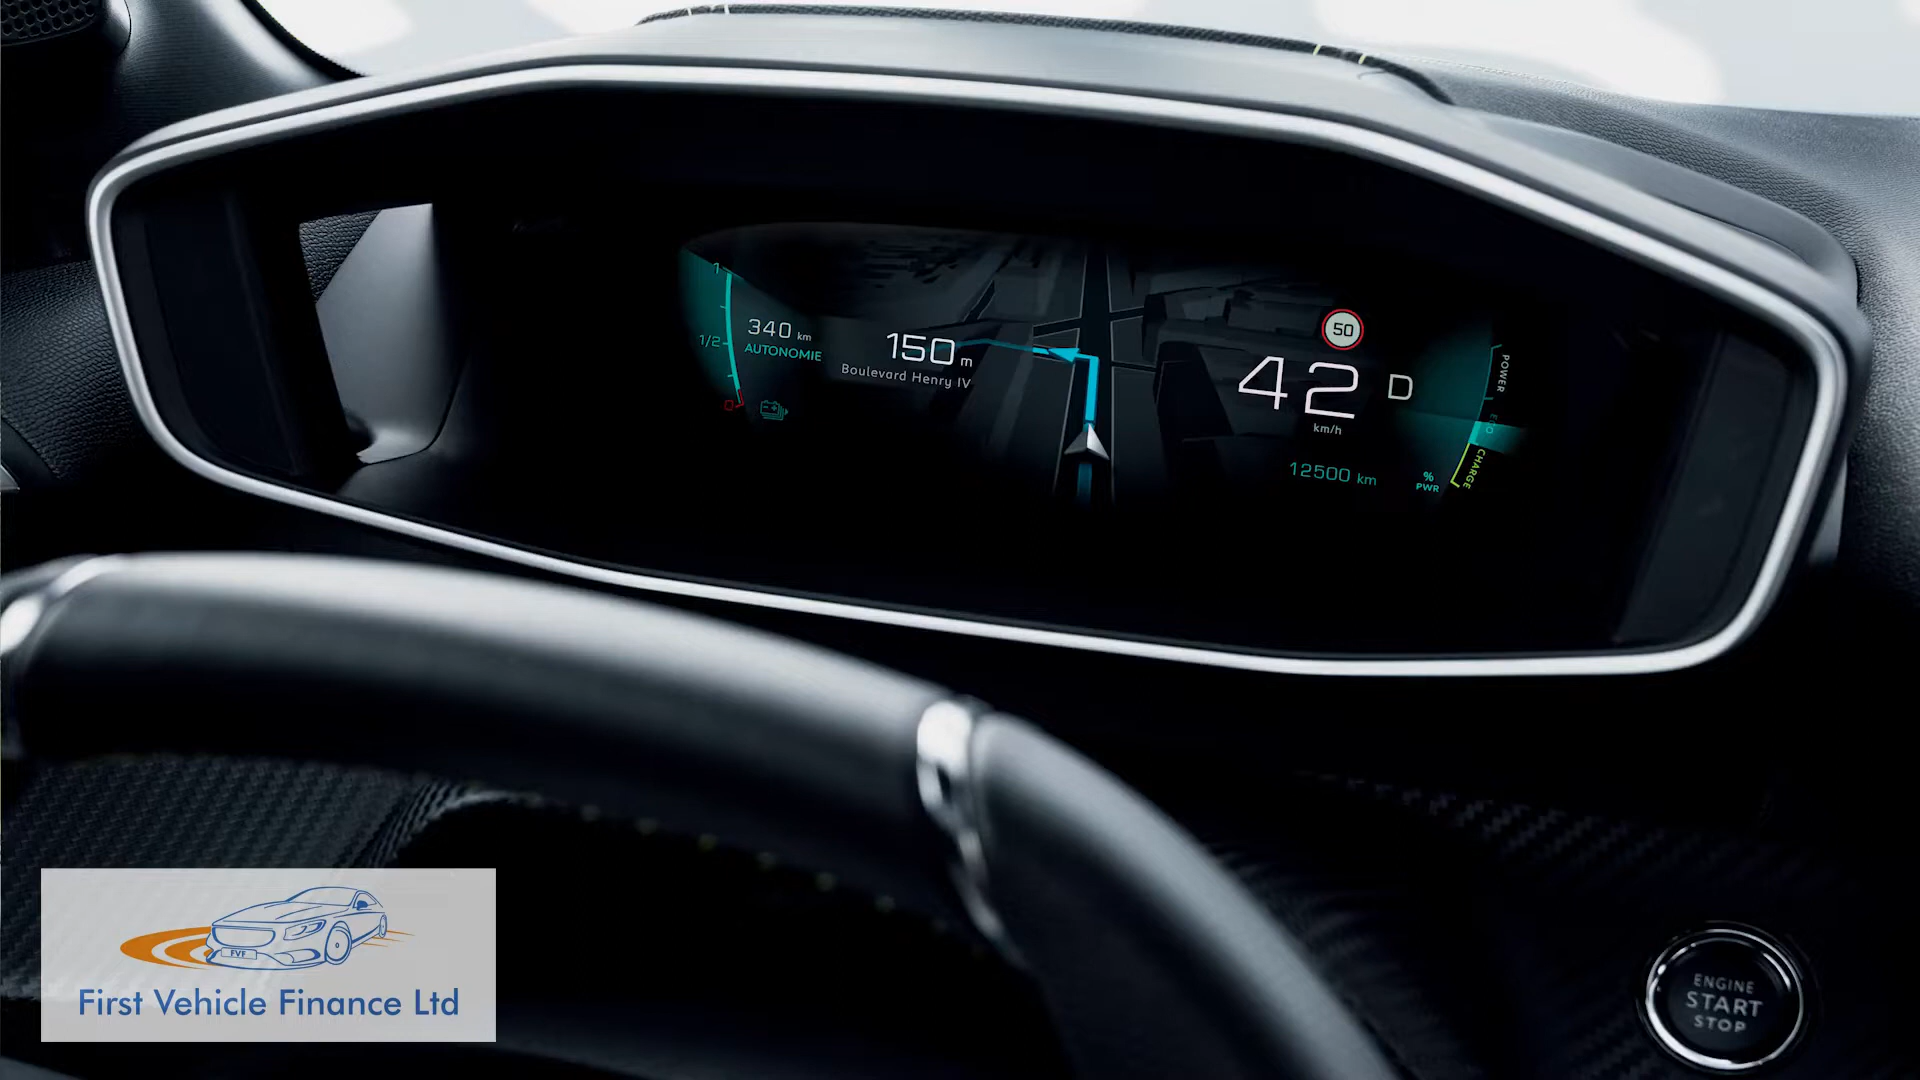 1
1/2
0
340 km
AUTONOMIE
150 m
Boulevard Henry IV
50
42 D
km/h
12500 km
%
PWR
POWER
ECO
CHARGE
FVF
First Vehicle Finance Ltd
ENGINE
START
STOP